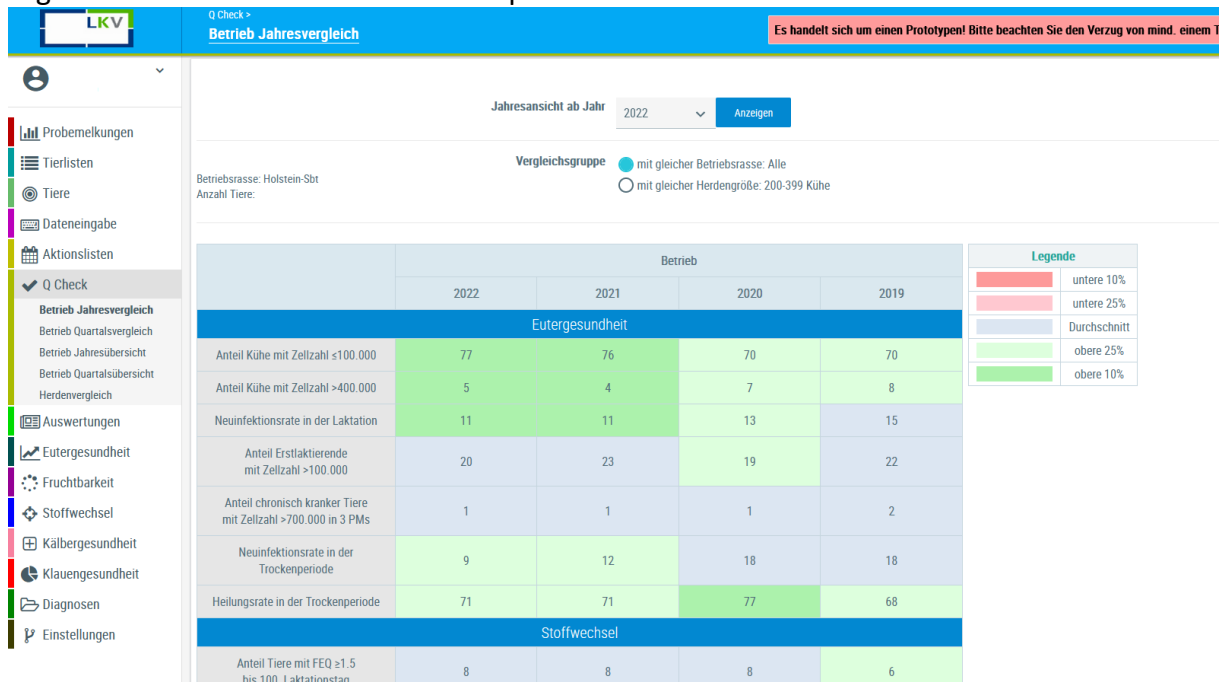 LKV
Q Check >
Betrieb Jahresvergleich
Es handelt sich um einen Prototypen! Bitte beachten Sie den Verzug von mind. einem T
Probemelkungen
Tierlisten
Tiere
Dateneingabe
Aktionslisten
Q Check
Betrieb Jahresvergleich
Betrieb Quartalsvergleich
Betrieb Jahresübersicht
Betrieb Quartalsübersicht
Herdenvergleich
Auswertungen
Eutergesundheit
Fruchtbarkeit
Stoffwechsel
Kälbergesundheit
Klauengesundheit
Diagnosen
Einstellungen
Jahresansicht ab Jahr 2022 Anzeigen
Betriebsrasse: Holstein-Sbt
Anzahl Tiere:
Vergleichsgruppe mit gleicher Betriebsrasse: Alle
mit gleicher Herdengröße: 200-399 Kühe
Betrieb
2022 2021 2020 2019
Eutergesundheit
Anteil Kühe mit Zellzahl ≤100.000 77 76 70 70
Anteil Kühe mit Zellzahl >400.000 5 4 7 8
Neuinfektionsrate in der Laktation 11 11 13 15
Anteil Erstlaktierende
mit Zellzahl >100.000 20 23 19 22
Anteil chronisch kranker Tiere
mit Zellzahl >700.000 in 3 PMs 1 1 1 2
Neuinfektionsrate in der
Trockenperiode 9 12 18 18
Heilungsrate in der Trockenperiode 71 71 77 68
Stoffwechsel
Anteil Tiere mit FEQ ≥1.5
bis 100. Laktationstag 8 8 8 6
Legende
untere 10%
untere 25%
Durchschnitt
obere 25%
obere 10%